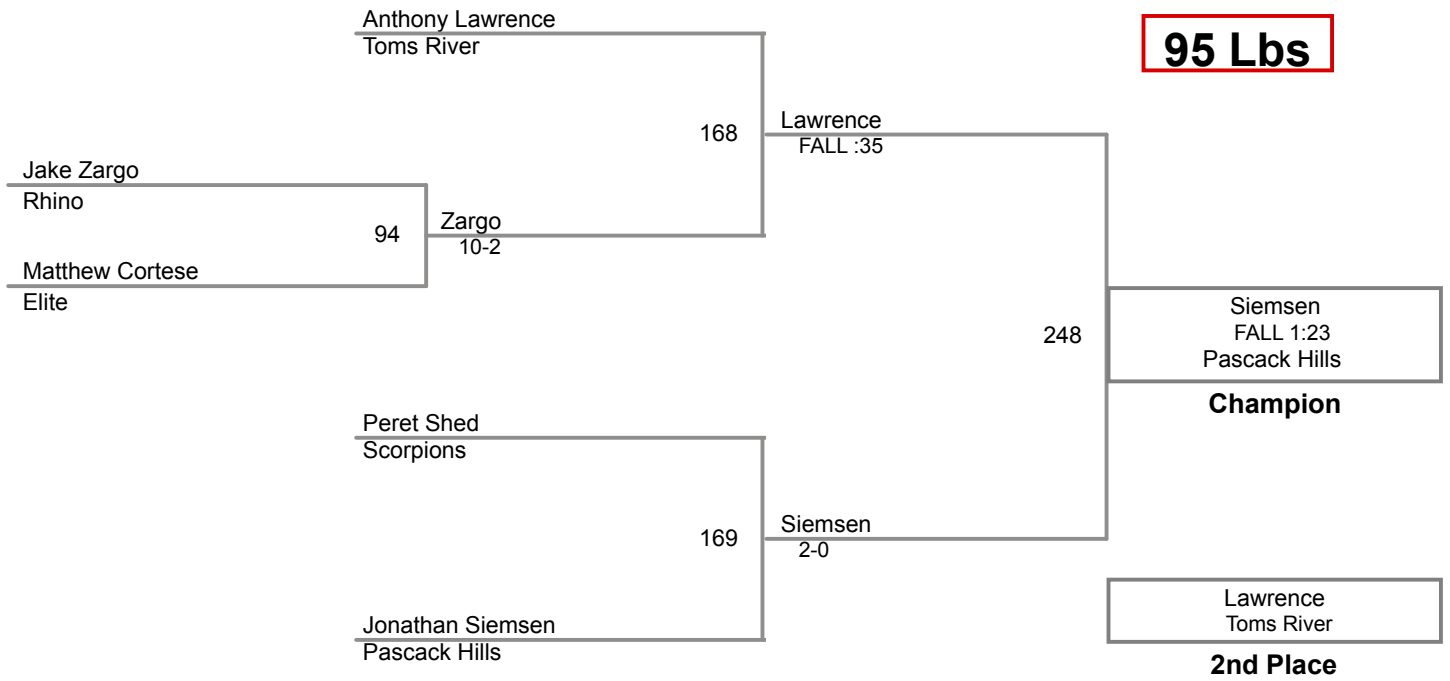 Anthony Lawrence
Toms River
95 Lbs
168
Lawrence
FALL :35
Jake Zargo
Rhino
94
Zargo
10-2
Matthew Cortese
Elite
248
Siemsen
FALL 1:23
Pascack Hills
Champion
Peret Shed
Scorpions
169
Siemsen
2-0
Jonathan Siemsen
Pascack Hills
Lawrence
Toms River
2nd Place